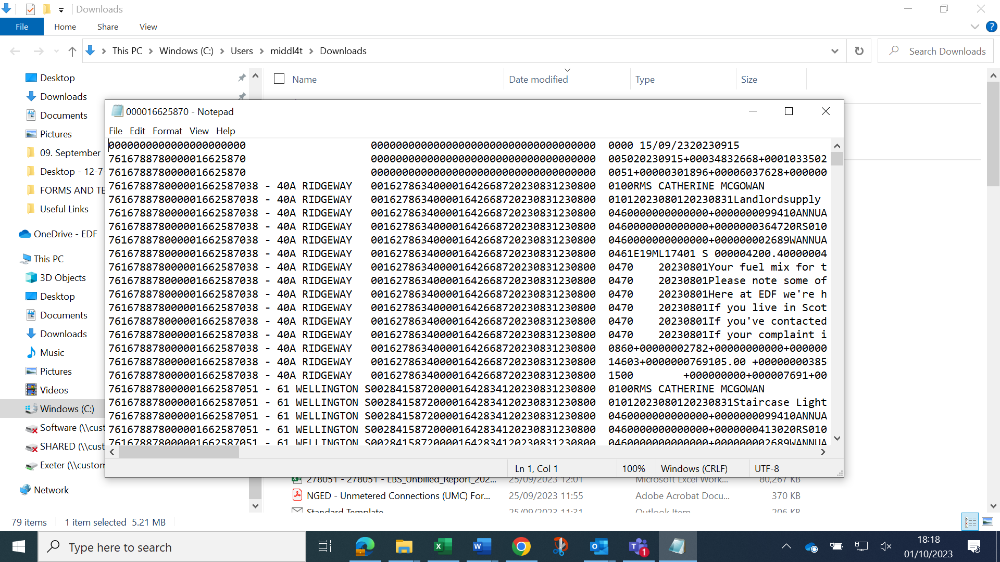 Downloads
File Home Share View
This PC Windows (C:) Users middl4t Downloads
Search Downloads
Name Date modified Type Size
Desktop
Downloads
Documents
Pictures
09. September
Desktop - 12-7-
FORMS AND TE
Useful Links
OneDrive - EDF
This PC
3D Objects
Desktop
Documents
Downloads
Music
Pictures
Videos
Windows (C:)
Software (\\cust
SHARED (\\cust
Exeter (\\custom
Network
000016625870 - Notepad
File Edit Format View Help
0000000000000000000000 000000000000000000000000000000000000 0000 15/09/2320230915
7616788780000016625870 000000000000000000000000000000000000 005020230915+00034832668+0001033502
7616788780000016625870 000000000000000000000000000000000000 0051+00000301896+00006037628+000000
761678878000001662587038 - 40A RIDGEWAY 001627863400001642668720230831230800 0100RMS CATHERINE MCGOWAN
761678878000001662587038 - 40A RIDGEWAY 001627863400001642668720230831230800 01012023080120230831Landlordsupply
761678878000001662587038 - 40A RIDGEWAY 001627863400001642668720230831230800 0460000000000000+0000000099410ANNUA
761678878000001662587038 - 40A RIDGEWAY 001627863400001642668720230831230800 0460000000000000+0000000364720RS010
761678878000001662587038 - 40A RIDGEWAY 001627863400001642668720230831230800 0460000000000000+000000002689WANNUA
761678878000001662587038 - 40A RIDGEWAY 001627863400001642668720230831230800 0461E19ML17401 S 000004200.40000004
761678878000001662587038 - 40A RIDGEWAY 001627863400001642668720230831230800 0470 20230801Your fuel mix for t
761678878000001662587038 - 40A RIDGEWAY 001627863400001642668720230831230800 0470 20230801Please note some of
761678878000001662587038 - 40A RIDGEWAY 001627863400001642668720230831230800 0470 20230801Here at EDF we're h
761678878000001662587038 - 40A RIDGEWAY 001627863400001642668720230831230800 0470 20230801If you live in Scot
761678878000001662587038 - 40A RIDGEWAY 001627863400001642668720230831230800 0470 20230801If you've contacted
761678878000001662587038 - 40A RIDGEWAY 001627863400001642668720230831230800 0470 20230801If your complaint i
761678878000001662587038 - 40A RIDGEWAY 001627863400001642668720230831230800 0860+00000002782+00000000000+000000
761678878000001662587038 - 40A RIDGEWAY 001627863400001642668720230831230800 14603+0000000769105.00 +00000000385
761678878000001662587038 - 40A RIDGEWAY 001627863400001642668720230831230800 1500 +000000000+000007691+00
761678878000001662587051 - 61 WELLINGTON S002841587200001642834120230831230800 0100RMS CATHERINE MCGOWAN
761678878000001662587051 - 61 WELLINGTON S002841587200001642834120230831230800 01012023080120230831Staircase Light
761678878000001662587051 - 61 WELLINGTON S002841587200001642834120230831230800 0460000000000000+0000000099410ANNUA
761678878000001662587051 - 61 WELLINGTON S002841587200001642834120230831230800 0460000000000000+0000000413020RS010
761678878000001662587051 - 61 WELLINGTON S002841587200001642834120230831230800 0460000000000000+000000002689WANNUA
Ln 1, Col 1 100% Windows (CRLF) UTF-8
278051 - 278051 - EBS_Unbilled_Report_202... 25/09/2023 12:01 Microsoft Excel Work... 80,267 KB
NGED - Unmetered Connections (UMC) For... 25/09/2023 11:55 Adobe Acrobat Docu... 370 KB
Standard Template 25/09/2023 11:31 Outlook Item 206 KB
79 items 1 item selected 5.21 MB
Type here to search
1
18:18
01/10/2023